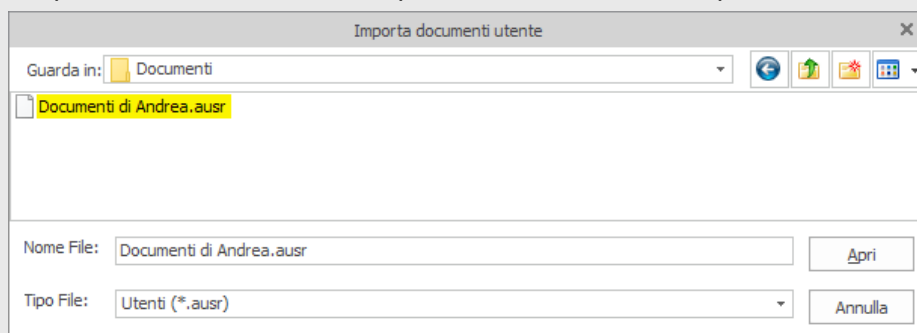 Importa documenti utente
Guarda in: Documenti
Documenti di Andrea.ausr
Nome File: Documenti di Andrea.ausr
Apri
Tipo File: Utenti (*.ausr)
Annulla